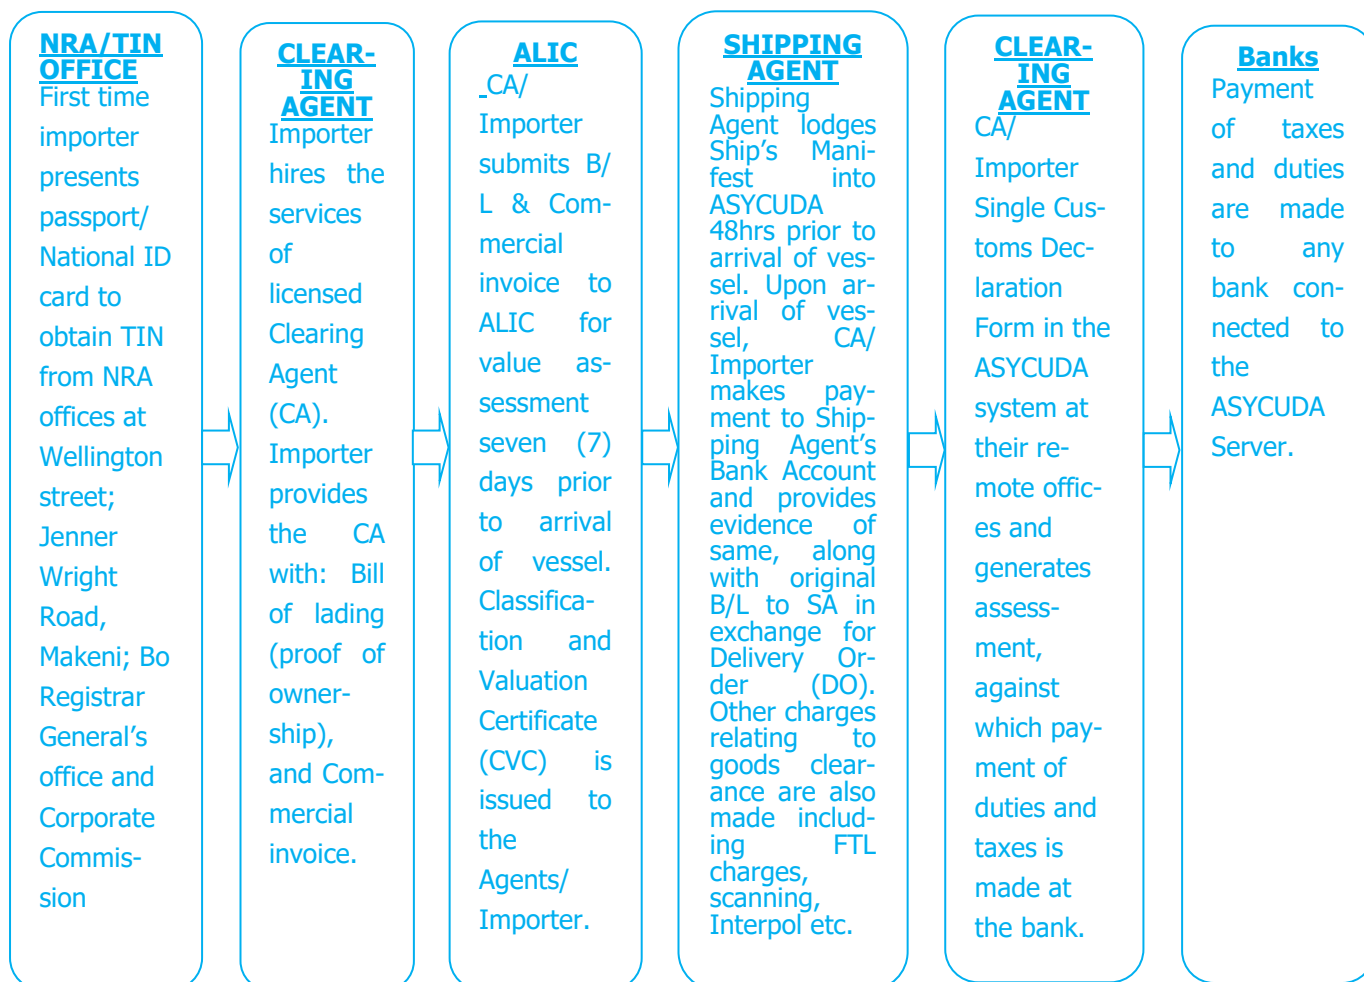 NRA/TIN
OFFICE
First time
importer
presents
passport/
National ID
card to
obtain TIN
from NRA
offices at
Wellington
street;
Jenner
Wright
Road,
Makeni; Bo
Registrar
General's
office and
Corporate
Commis-
sion
CLEAR-
ING
AGENT
Importer
hires the
services
of
licensed
Clearing
Agent
(CA).
Importer
provides
the CA
with: Bill
of lading
(proof of
owner-
ship),
and Com-
mercial
invoice.
ALIC
CA/
Importer
submits B/
L & Com-
mercial
invoice to
ALIC for
value as-
sessment
seven (7)
days prior
to arrival
of vessel.
Classifica-
tion and
Valuation
Certificate
(CVC) is
issued to
the
Agents/
Importer.
SHIPPING
AGENT
Shipping
Agent lodges
Ship's Mani-
fest into
ASYCUDA
48hrs prior to
arrival of ves-
sel. Upon ar-
rival of ves-
sel, CA/
Importer
makes pay-
ment to Ship-
ping Agent's
Bank Account
and provides
evidence of
same, along
with original
B/L to SA in
exchange for
Delivery Or-
der (DO).
Other charges
relating to
goods clear-
ance are also
made includ-
ing FTL
charges,
scanning,
Interpol etc.
CLEAR-
ING
AGENT
CA/
Importer
Single Cus-
toms Dec-
laration
Form in the
ASYCUDA
system at
their re-
mote offic-
es and
generates
assess-
ment,
against
which pay-
ment of
duties and
taxes is
made at
the bank.
Banks
Payment
of taxes
and duties
are made
to any
bank con-
nected to
the
ASYCUDA
Server.